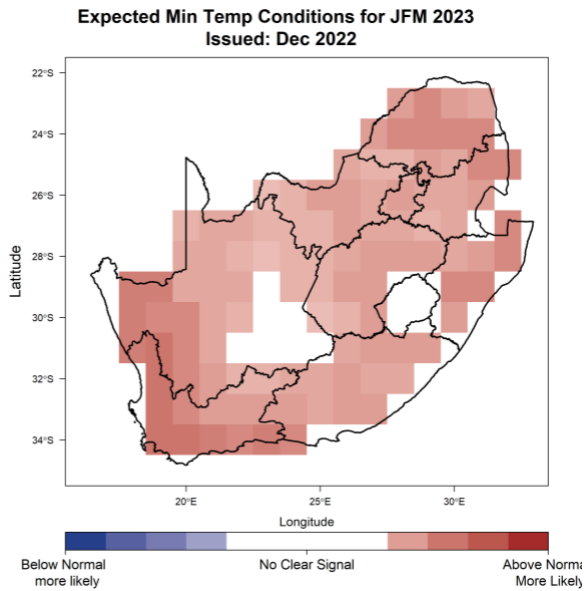 Expected Min Temp Conditions for JFM 2023
Issued: Dec 2022
22°S
24°S
26°S
28°S
30°S
32°S
34°S
Latitude
20°E
25°E
30°E
Longitude
Below Normal
more likely
No Clear Signal
Above Norma
More Likely